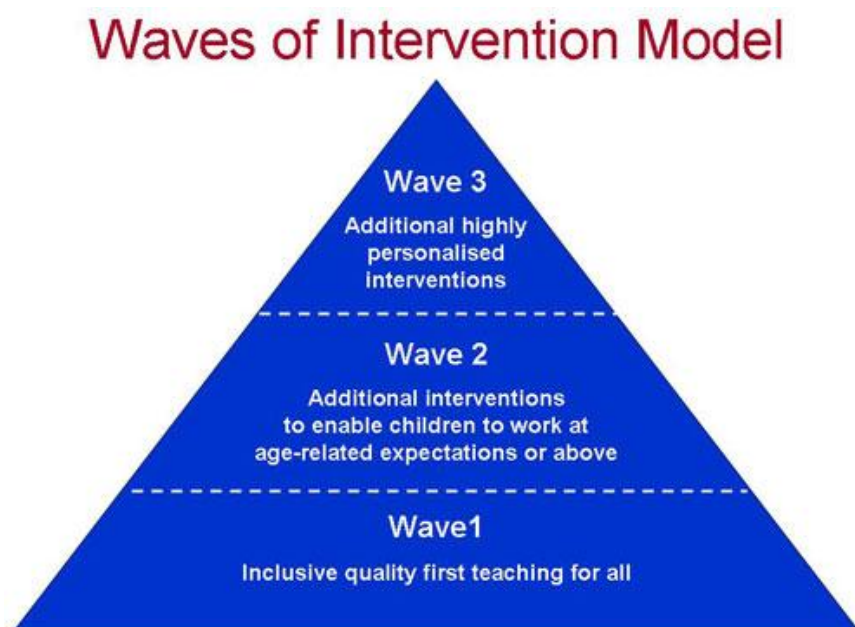 Waves of Intervention Model
Wave 3
Additional highly
personalised
interventions
Wave 2
Additional interventions
to enable children to work at
age-related expectations or above
Wave1
Inclusive quality first teaching for all